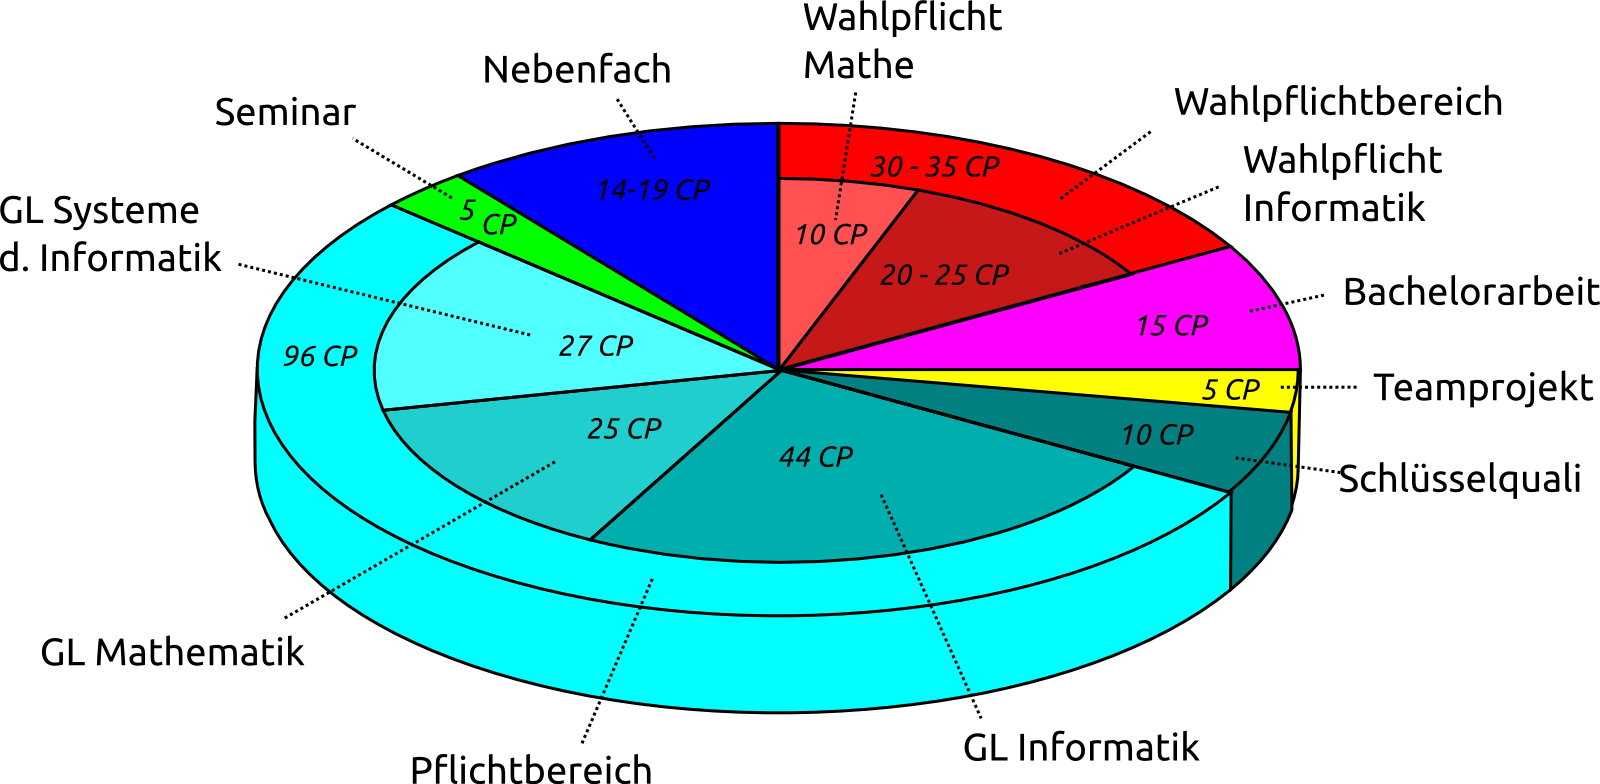 Wahlpflicht
Mathe
Nebenfach
Wahlpflichtbereich
Seminar
Wahlpflicht
Informatik
30 - 35 CP
14-19 CP
5 CP
GL Systeme
d. Informatik
10 CP
20 - 25 CP
Bachelorarbeit
15 CP
27 CP
96 CP
Teamprojekt
5 CP
25 CP
10 CP
44 CP
Schlüsselquali
GL Mathematik
GL Informatik
Pflichtbereich